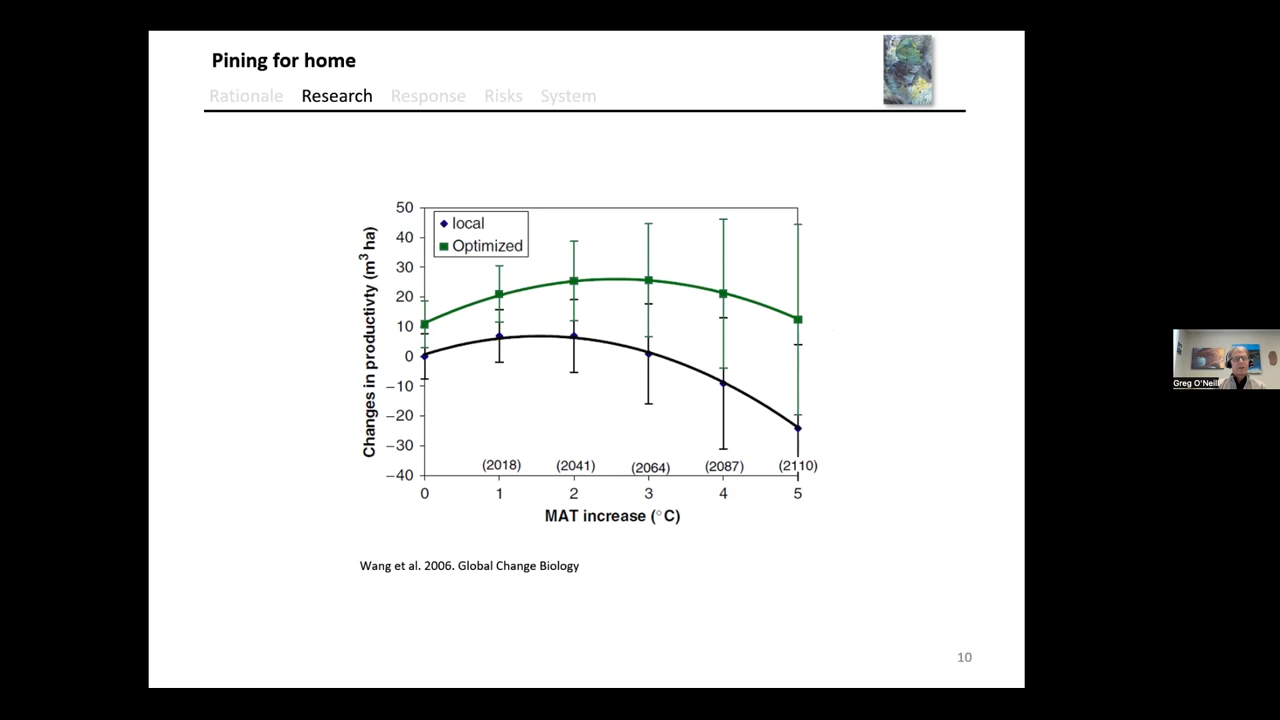 Pining for home
Rationale Research Response Risks System
Changes in productivty (m³ ha)
50
40
30
20
10
0
−10
−20
−30
−40
local
Optimized
(2018) (2041) (2064) (2087) (2110)
0 1 2 3 4 5
MAT increase (°C)
Wang et al. 2006. Global Change Biology
10
Greg O'Neill